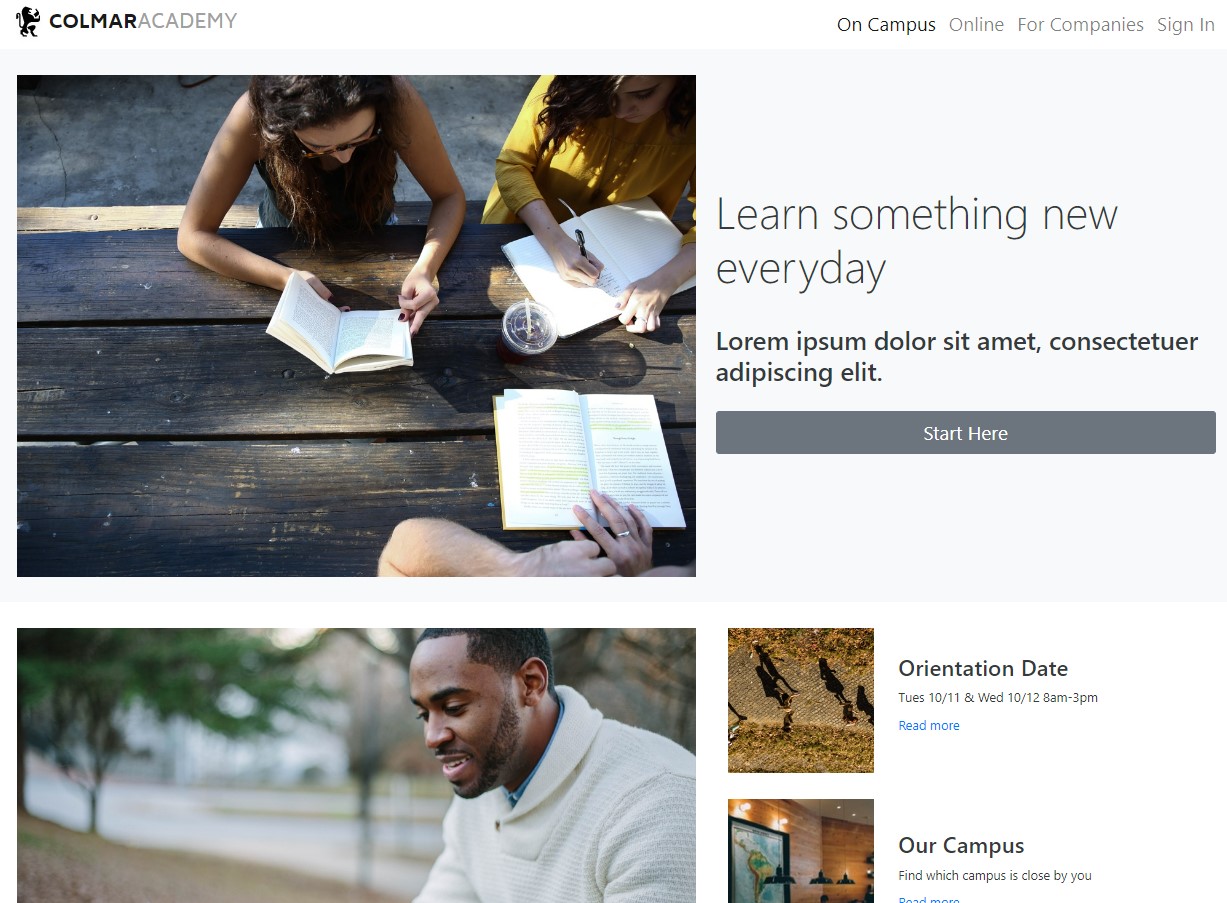 COLMARACADEMY
On Campus Online For Companies Sign In
Learn something new
everyday
Lorem ipsum dolor sit amet, consectetuer
adipiscing elit.
Start Here
Orientation Date
Tues 10/11 & Wed 10/12 8am-3pm
Read more
Our Campus
Find which campus is close by you
Read more